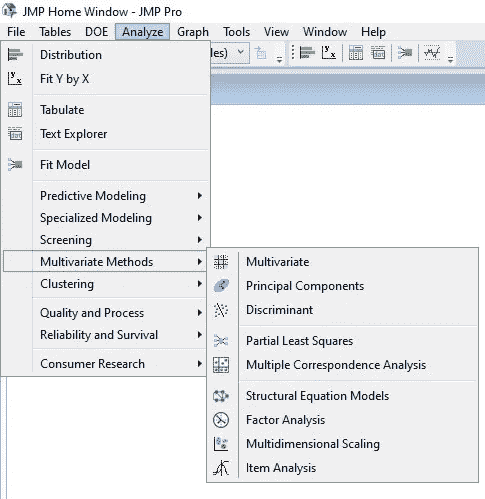 JMP Home Window - JMP Pro
File Tables DOE Analyze Graph Tools View Window Help
les)
Distribution
Fit Y by X
Tabulate
Text Explorer
Fit Model
Predictive Modeling
Specialized Modeling
Screening
Multivariate Methods
Clustering
Quality and Process
Reliability and Survival
Consumer Research
Multivariate
Principal Components
Discriminant
Partial Least Squares
Multiple Correspondence Analysis
Structural Equation Models
Factor Analysis
Multidimensional Scaling
Item Analysis